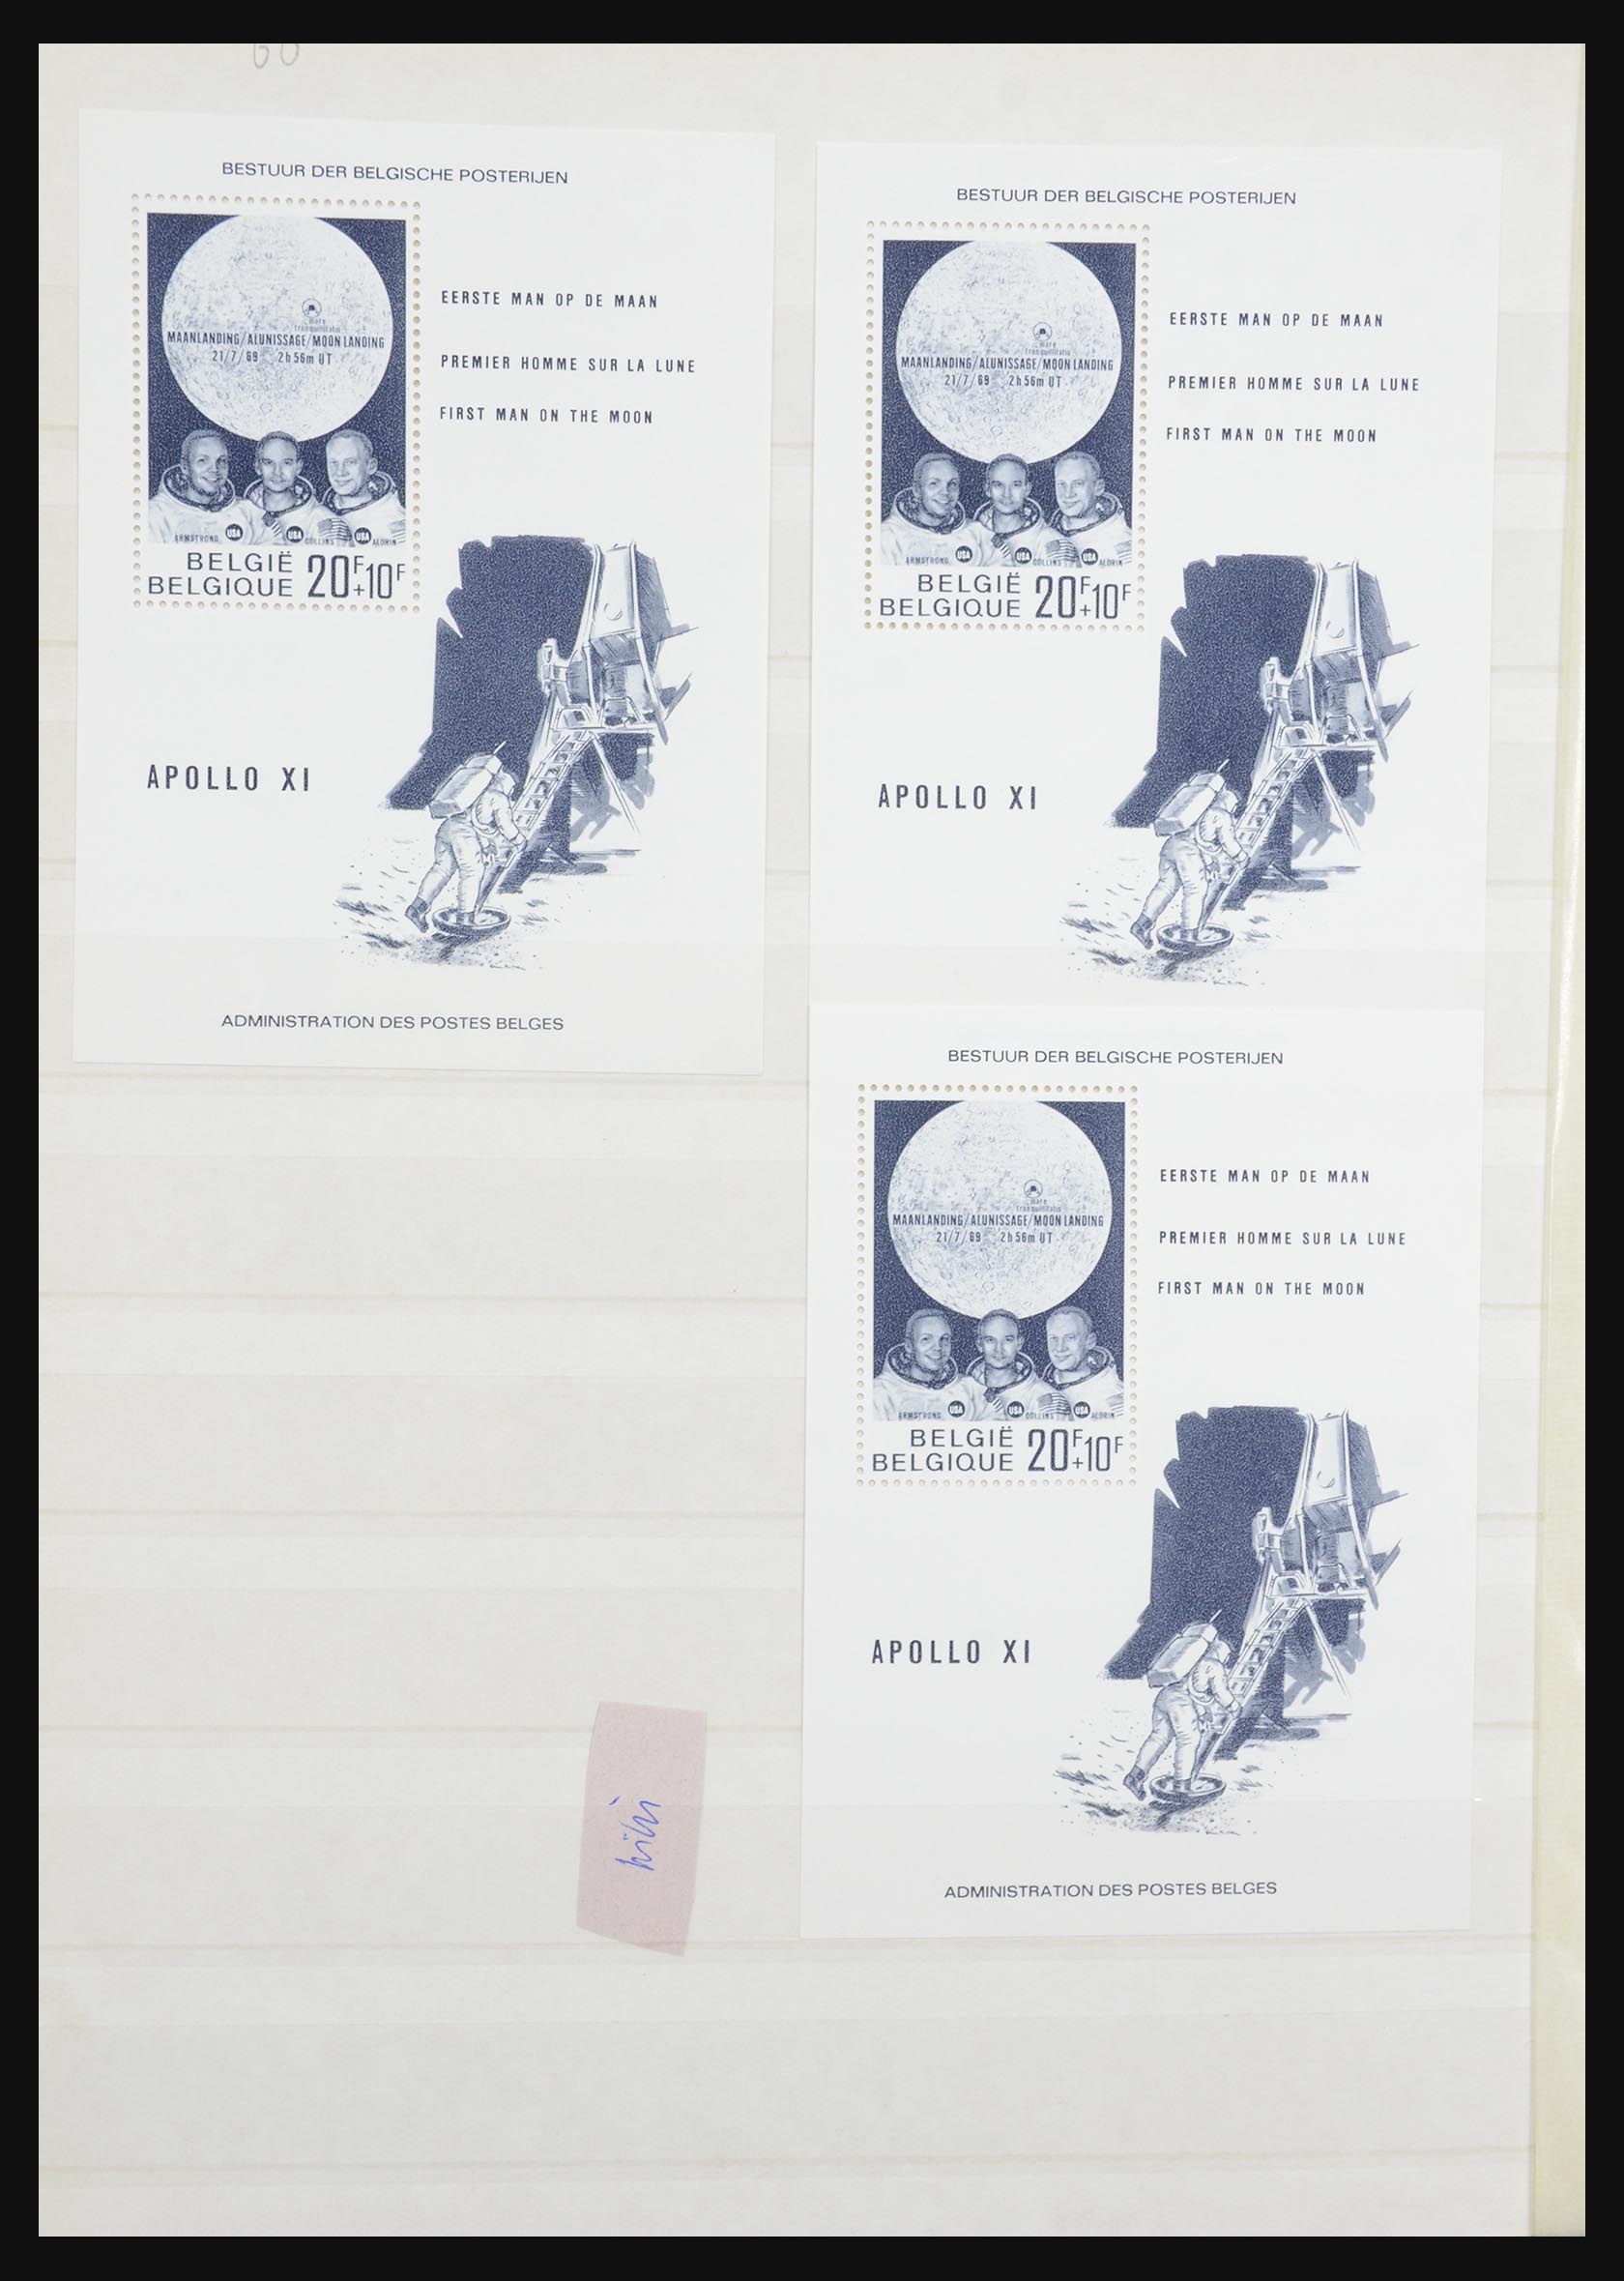 60
BESTUUR DER BELGISCHE POSTERIJEN
mare
tranquillitatis
MAANLANDING/ALUNISSAGE/MOON LANDING
21/7/69 2h 56m UT
ARMSTRONG USA USA COLLINS USA ALDRIN
BELGIË
BELGIQUE 20F+10F
EERSTE MAN OP DE MAAN
PREMIER HOMME SUR LA LUNE
FIRST MAN ON THE MOON
APOLLO XI
ADMINISTRATION DES POSTES BELGES
BESTUUR DER BELGISCHE POSTERIJEN
mare
tranquillitatis
MAANLANDING/ALUNISSAGE/MOON LANDING
21/7/69 2h 56m UT
ARMSTRONG USA USA COLLINS USA ALDRIN
BELGIË
BELGIQUE 20F+10F
EERSTE MAN OP DE MAAN
PREMIER HOMME SUR LA LUNE
FIRST MAN ON THE MOON
APOLLO XI
BESTUUR DER BELGISCHE POSTERIJEN
mare
tranquillitatis
MAANLANDING/ALUNISSAGE/MOON LANDING
21/7/69 2h 56m UT
ARMSTRONG USA USA COLLINS USA ALDRIN
BELGIË
BELGIQUE 20F+10F
EERSTE MAN OP DE MAAN
PREMIER HOMME SUR LA LUNE
FIRST MAN ON THE MOON
APOLLO XI
ADMINISTRATION DES POSTES BELGES